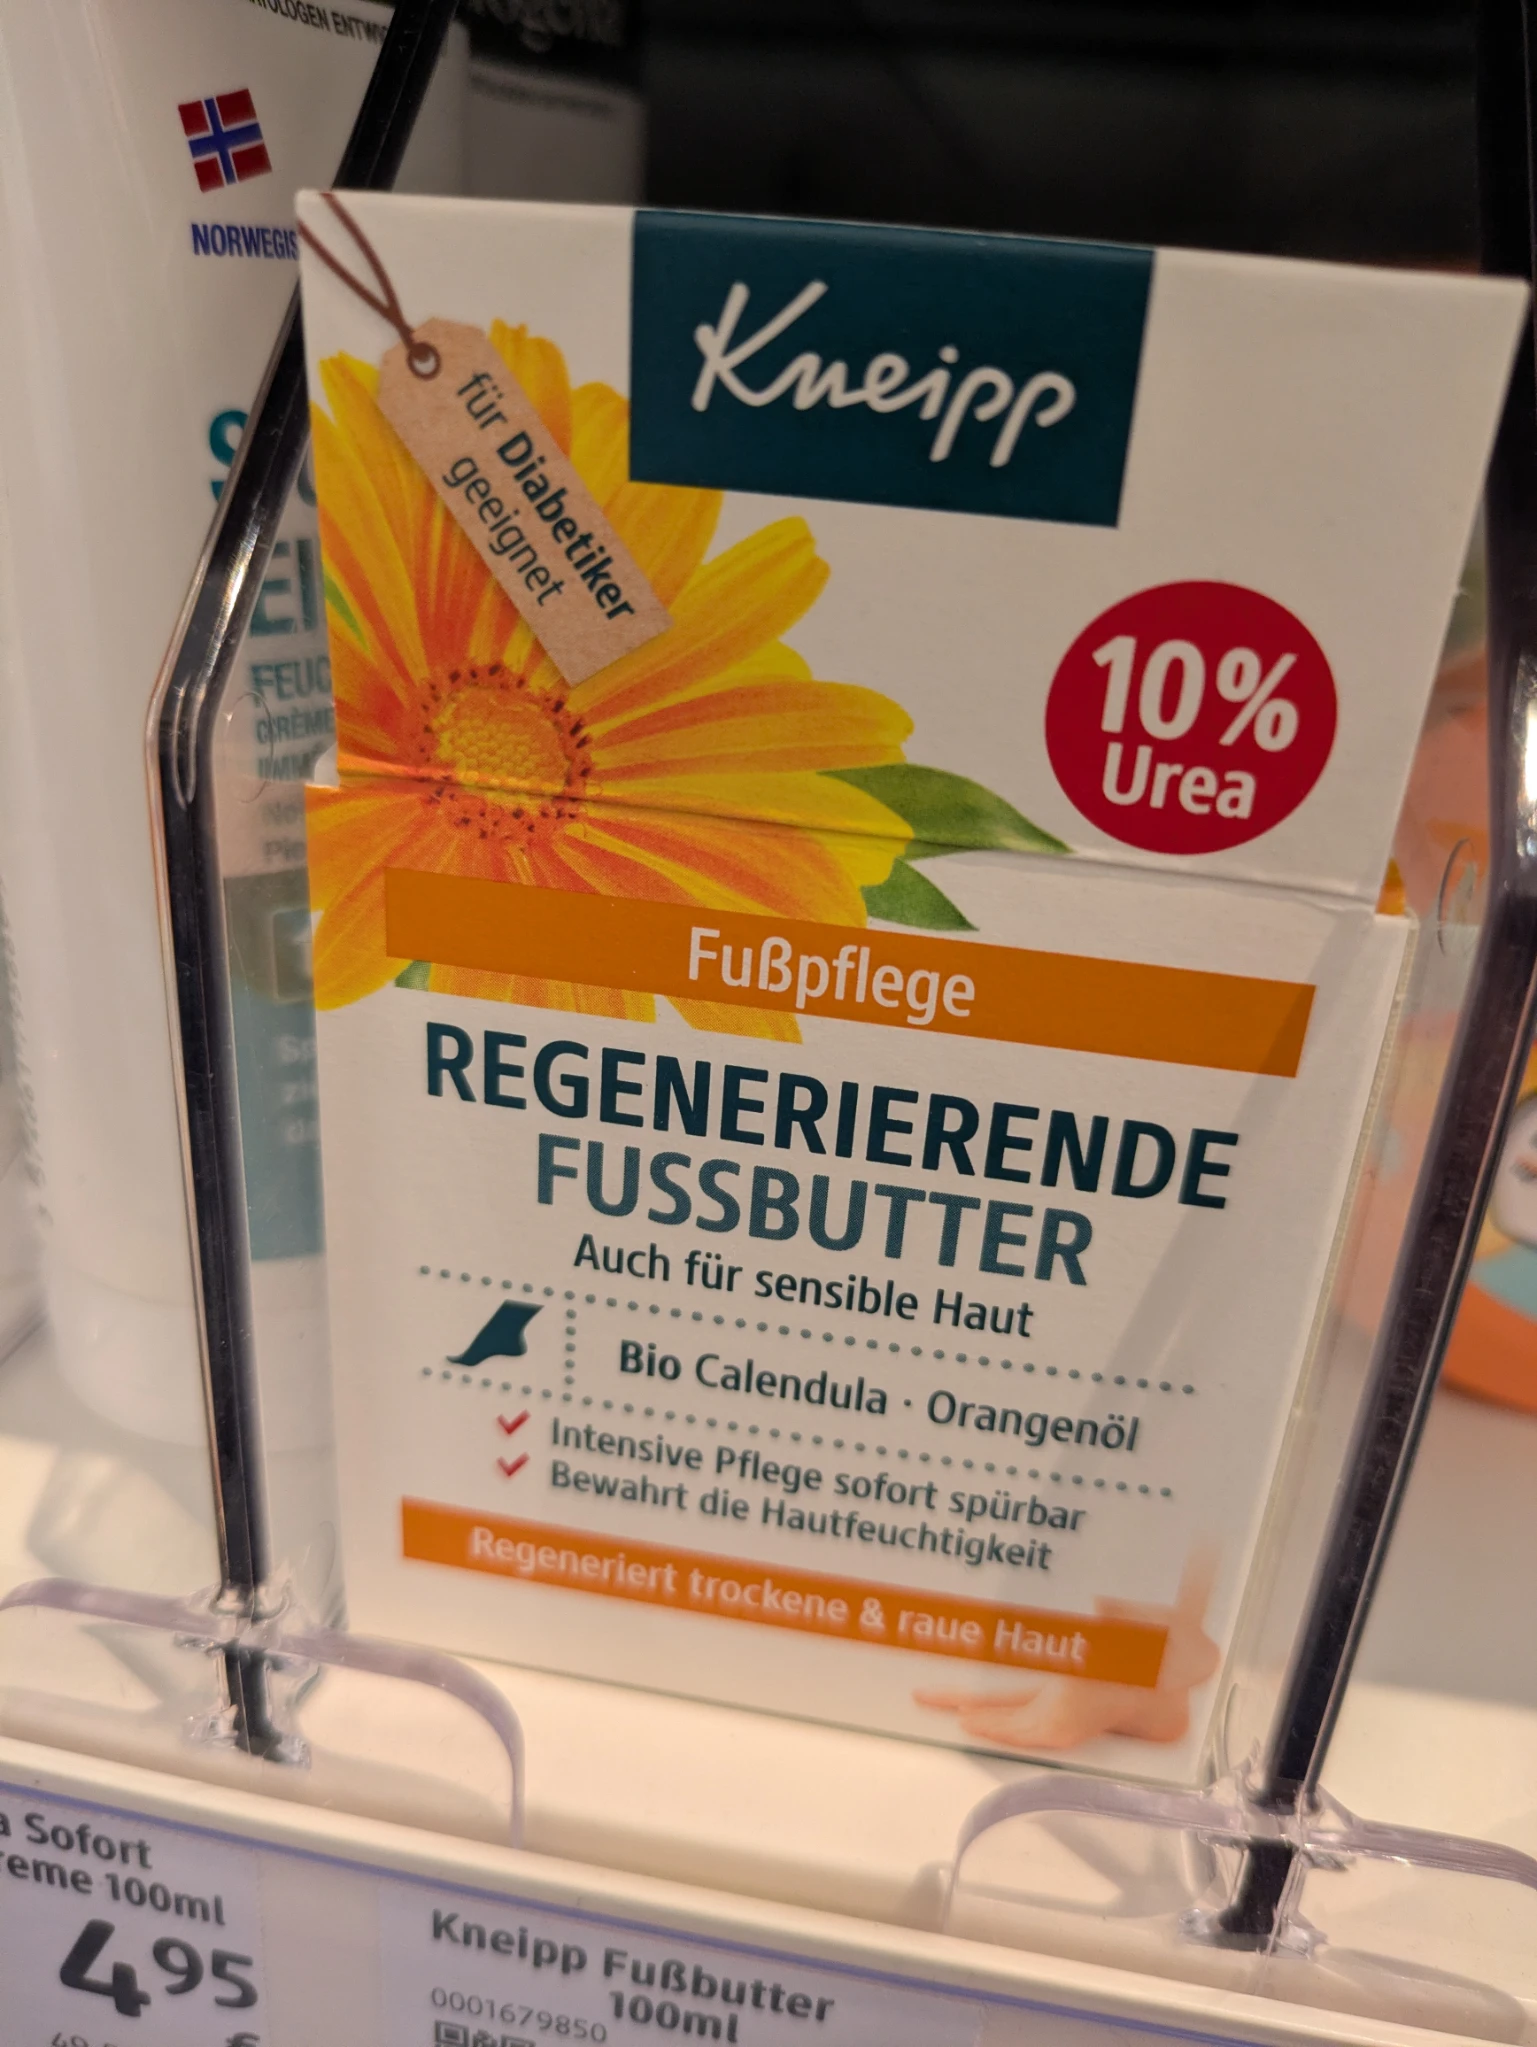 NORWEGIS
Kneipp
für Diabetiker
geeignet
10%
Urea
Fußpflege
REGENERIERENDE
FUSSBUTTER
Auch für sensible Haut
Bio Calendula · Orangenöl
Intensive Pflege sofort spürbar
Bewahrt die Hautfeuchtigkeit
Regeneriert trockene & raue Haut
a Sofort
reme 100ml
4 95
€
Kneipp Fußbutter
100ml
0001679850